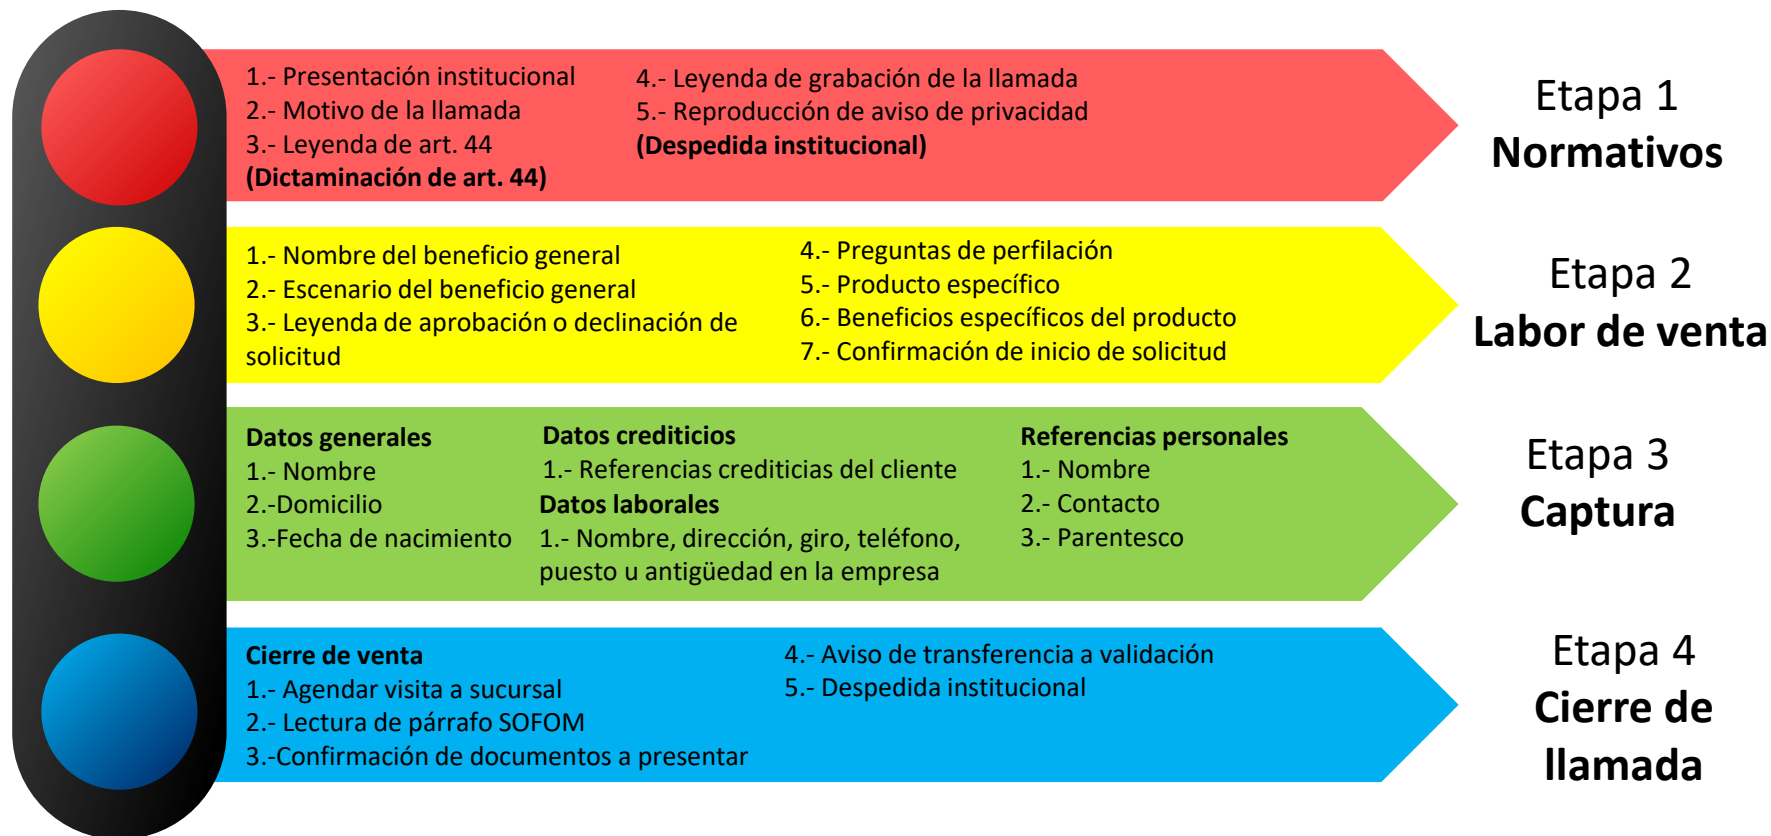 1.- Presentación institucional
2.- Motivo de la llamada
3.- Leyenda de art. 44
(Dictaminación de art. 44)
4.- Leyenda de grabación de la llamada
5.- Reproducción de aviso de privacidad
(Despedida institucional)
Etapa 1
Normativos
1.- Nombre del beneficio general
2.- Escenario del beneficio general
3.- Leyenda de aprobación o declinación de
solicitud
4.- Preguntas de perfilación
5.- Producto específico
6.- Beneficios específicos del producto
7.- Confirmación de inicio de solicitud
Etapa 2
Labor de venta
Datos generales
1.- Nombre
2.-Domicilio
3.-Fecha de nacimiento
Datos crediticios
1.- Referencias crediticias del cliente
Datos laborales
1.- Nombre, dirección, giro, teléfono,
puesto u antigüedad en la empresa
Referencias personales
1.- Nombre
2.- Contacto
3.- Parentesco
Etapa 3
Captura
Cierre de venta
1.- Agendar visita a sucursal
2.- Lectura de párrafo SOFOM
3.-Confirmación de documentos a presentar
4.- Aviso de transferencia a validación
5.- Despedida institucional
Etapa 4
Cierre de
llamada